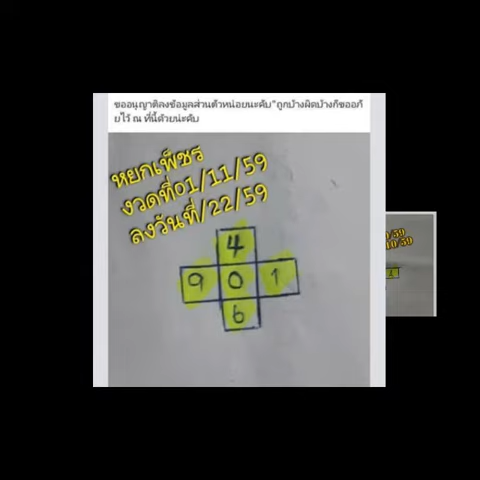 ขออนุญาติลงข้อมูลส่วนตัวหน่อยนะคับ"ถูกบ้างผิดบ้างก็ขออภั
ยไว้ ณ ที่นี้ด้วยน่ะคับ
หยกเพ็ชร
งวดที่01/11/59
ลงวันที่/22/59
4
9 0 1
6
/59
10/59